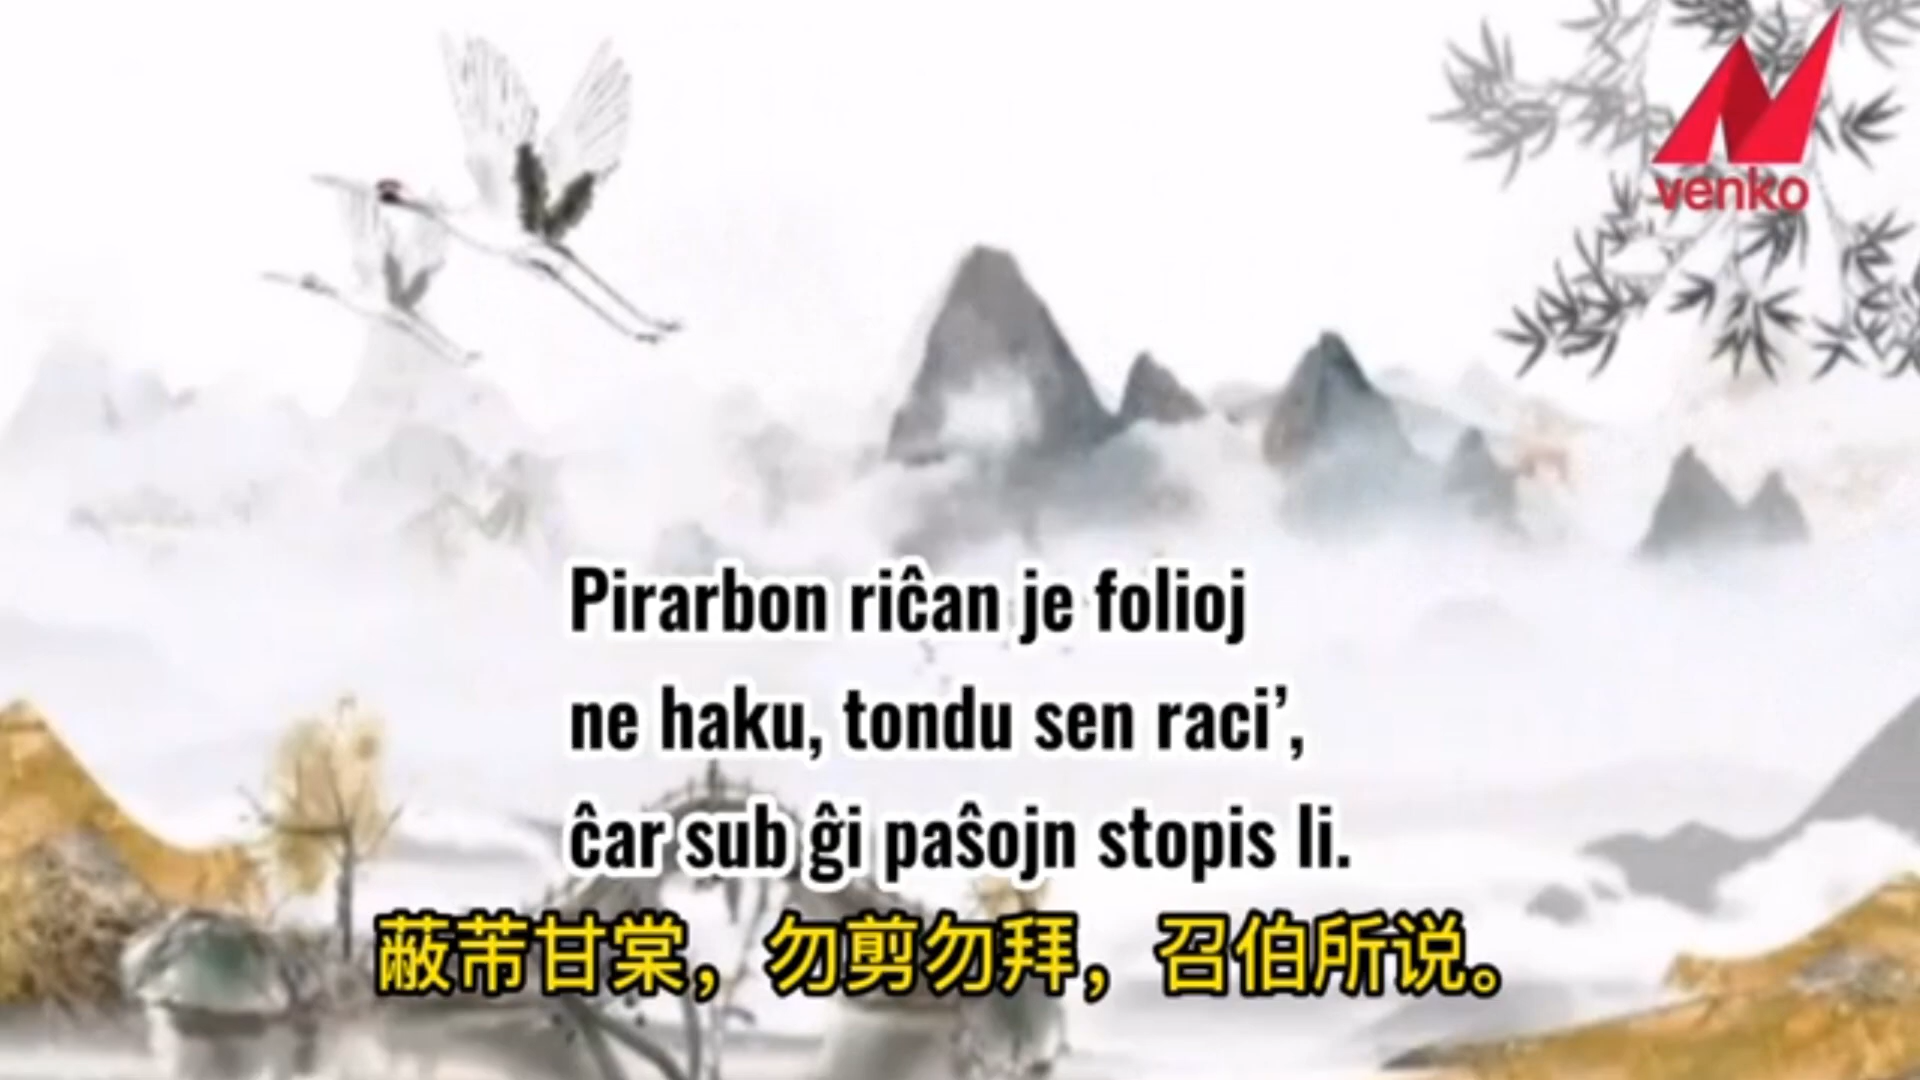 venko
Pirarbon riĉan je folioj
ne haku, tondu sen raci’,
ĉar sub ĝi paŝojn stopis li.
蔽芾甘棠，勿剪勿拜，召伯所说。